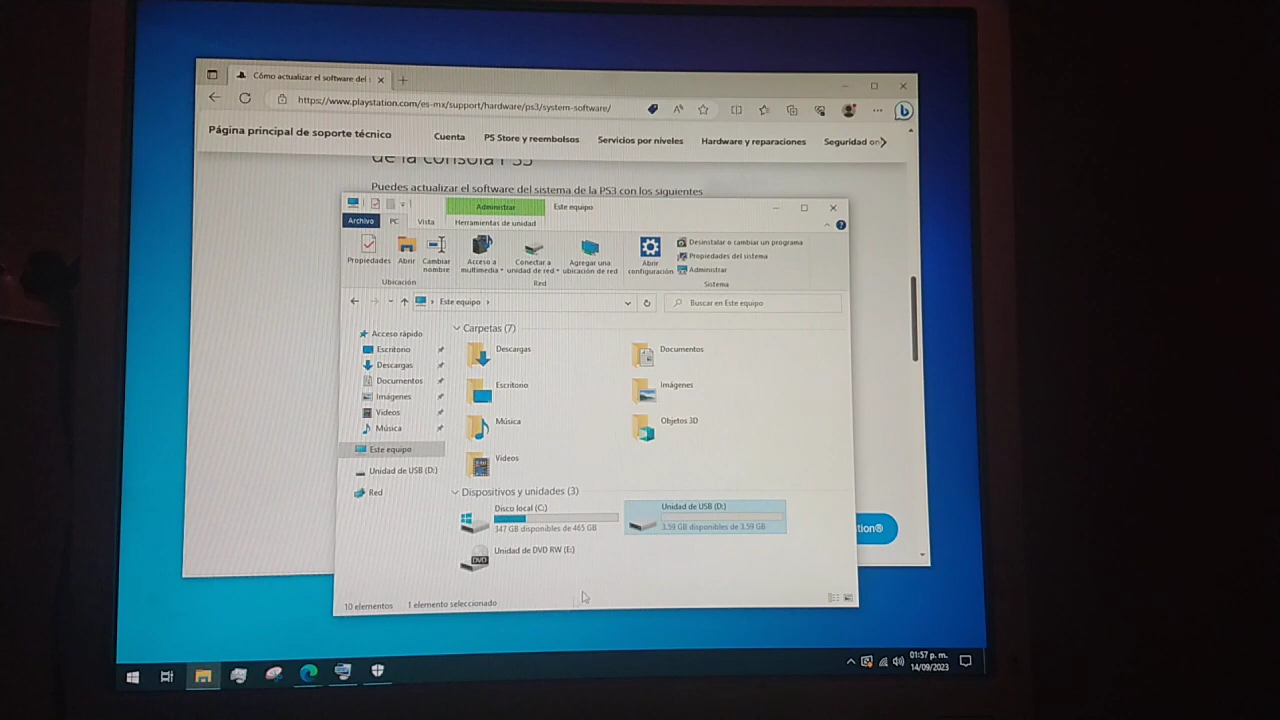 Cómo actualizar el software del s
https://www.playstation.com/es-mx/support/hardware/ps3/system-software/
Página principal de soporte técnico
Cuenta
PS Store y reembolsos
Servicios por niveles
Hardware y reparaciones
Seguridad on
de la consola PS3
Puedes actualizar el software del sistema de la PS3 con los siguientes
Administrar
Este equipo
Archivo
PC
Vista
Herramientas de unidad
Propiedades
Abrir
Cambiar
nombre
Acceso a
multimedia
Conectar a
unidad de red
Agregar una
ubicación de red
Abrir
configuración
Desinstalar o cambiar un programa
Propiedades del sistema
Administrar
Ubicación
Red
Sistema
Este equipo
Buscar en Este equipo
Acceso rápido
Escritorio
Descargas
Documentos
Imágenes
Videos
Música
Este equipo
Unidad de USB (D:)
Red
Carpetas (7)
Descargas
Documentos
Escritorio
Imágenes
Música
Objetos 3D
Videos
Dispositivos y unidades (3)
Disco local (C:)
347 GB disponibles de 465 GB
Unidad de USB (D:)
3.59 GB disponibles de 3.59 GB
Unidad de DVD RW (E:)
DVD
tion®
10 elementos
1 elemento seleccionado
01:57 p. m.
14/09/2023